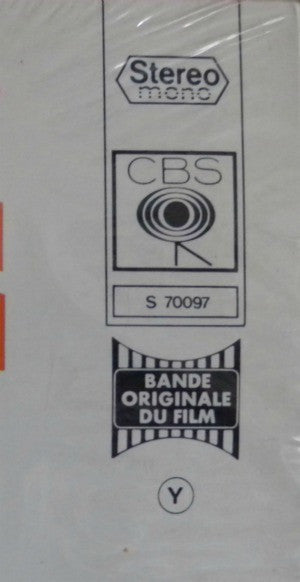 Stereo
mono
CBS
S 70097
BANDE
ORIGINALE
DU FILM
Y